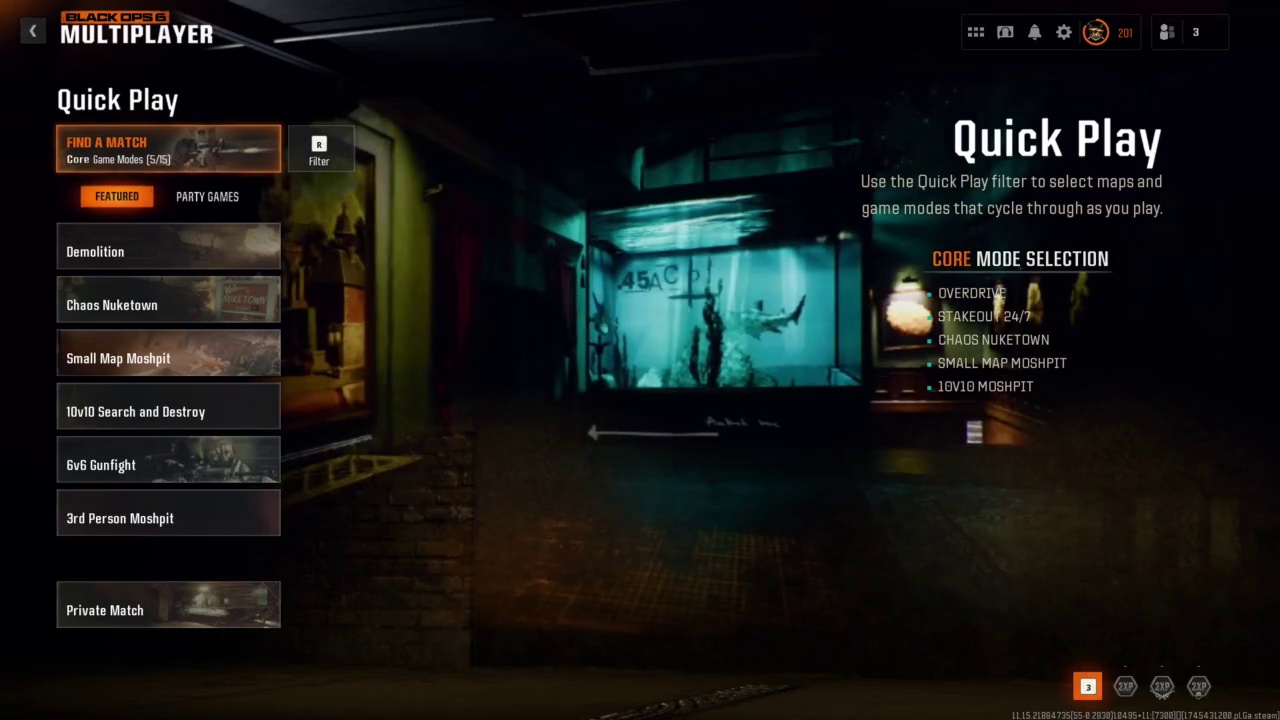 BLACK OPS 6
MULTIPLAYER
201
3
Quick Play
FIND A MATCH
Core Game Modes [5/15]
R
Filter
FEATURED
PARTY GAMES
Demolition
Chaos Nuketown
NUKETOWN
Small Map Moshpit
10v10 Search and Destroy
6v6 Gunfight
3rd Person Moshpit
Private Match
Quick Play
Use the Quick Play filter to select maps and
game modes that cycle through as you play.
CORE MODE SELECTION
OVERDRIVE
STAKEOUT 24/7
CHAOS NUKETOWN
SMALL MAP MOSHPIT
10V10 MOSHPIT
3
2XP
2XP
2XP